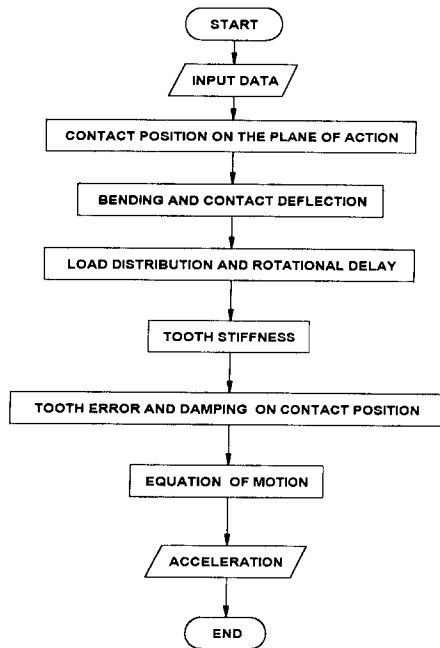 START
INPUT DATA
CONTACT POSITION ON THE PLANE OF ACTION
BENDING AND CONTACT DEFLECTION
LOAD DISTRIBUTION AND ROTATIONAL DELAY
TOOTH STIFFNESS
TOOTH ERROR AND DAMPING ON CONTACT POSITION
EQUATION OF MOTION
ACCELERATION
END